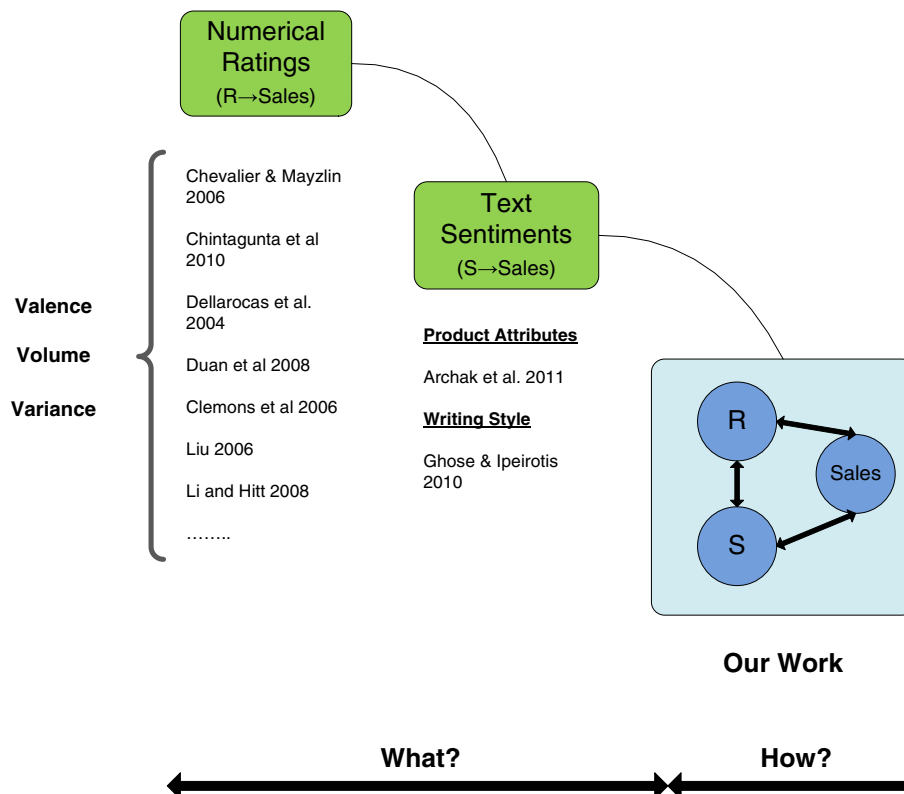 Numerical
Ratings
(R→Sales)
Valence
Volume
Variance
Chevalier & Mayzlin
2006
Chintagunta et al
2010
Dellarocas et al.
2004
Duan et al 2008
Clemons et al 2006
Liu 2006
Li and Hitt 2008
……..
Text
Sentiments
(S→Sales)
Product Attributes
Archak et al. 2011
Writing Style
Ghose & Ipeirotis
2010
R
Sales
S
Our Work
What?
How?